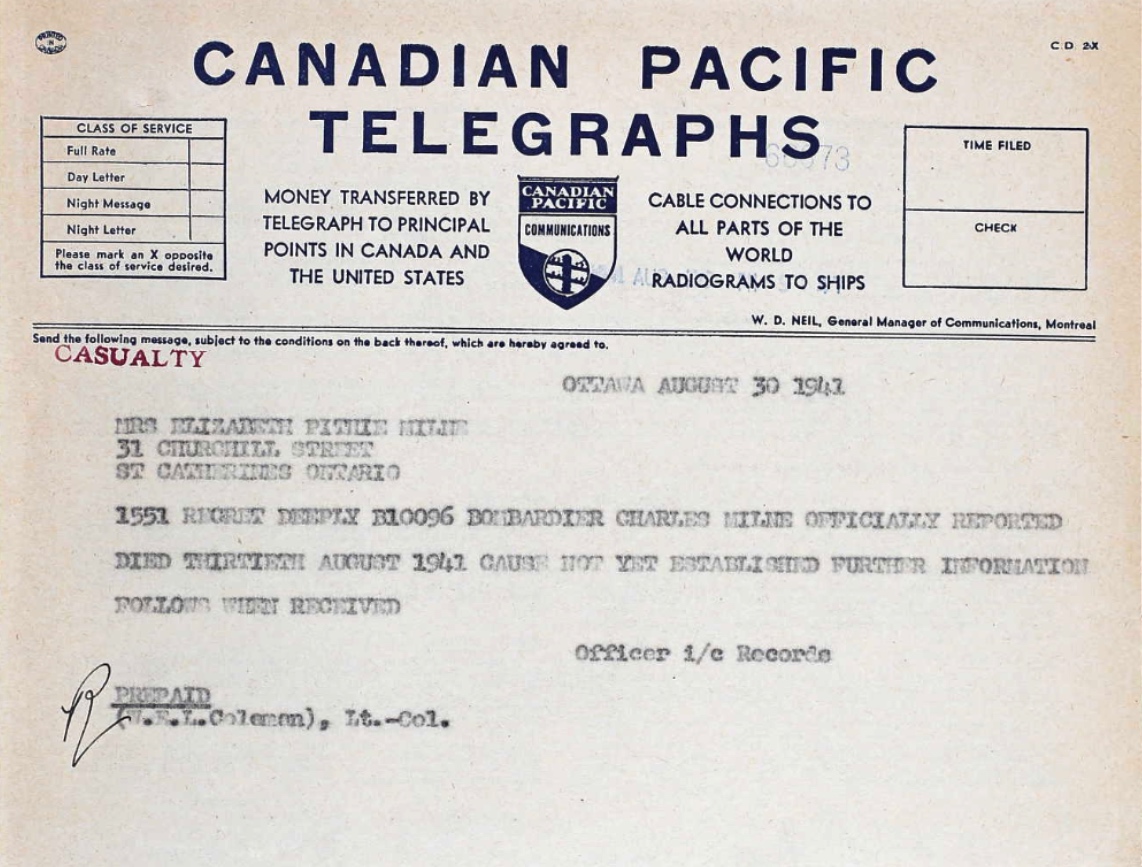 PRINTED IN CANADA
C.D. 2-X
CANADIAN PACIFIC
TELEGRAPHS
CLASS OF SERVICE
Full Rate
Day Letter
Night Message
Night Letter
Please mark an X opposite
the class of service desired.
MONEY TRANSFERRED BY
TELEGRAPH TO PRINCIPAL
POINTS IN CANADA AND
THE UNITED STATES
CANADIAN
PACIFIC
COMMUNICATIONS
CABLE CONNECTIONS TO
ALL PARTS OF THE
WORLD
RADIOGRAMS TO SHIPS
TIME FILED
CHECK
W. D. NEIL, General Manager of Communications, Montreal
Send the following message, subject to the conditions on the back thereof, which are hereby agreed to.
CASUALTY
OTTAWA AUGUST 30 1941
MRS ELIZABETH PITHIE MILNE
31 CHURCHILL STREET
ST CATHERINES ONTARIO
1551 REGRET DEEPLY B10096 BOMBARDIER CHARLES MILNE OFFICIALLY REPORTED
DIED THIRTIETH AUGUST 1941 CAUSE NOT YET ESTABLISHED FURTHER INFORMATION
FOLLOWS WHEN RECEIVED
Officer i/c Records
PREPAID
Coleman), Lt.-Col.